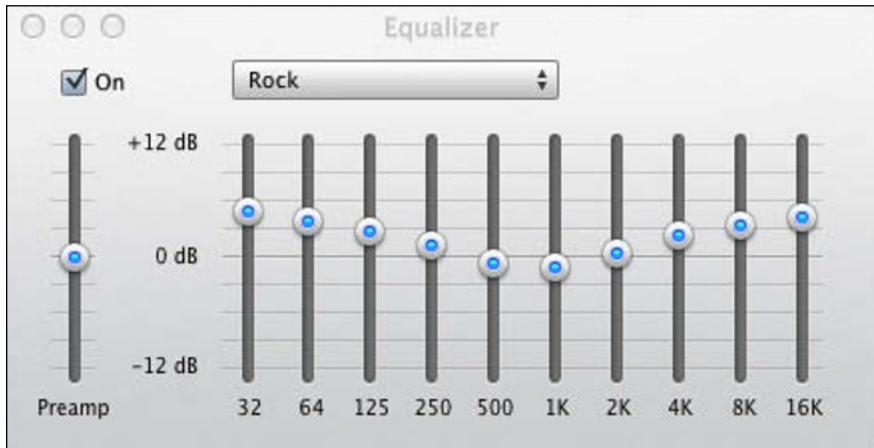 Equalizer
On
Rock
+12 dB
0 dB
-12 dB
Preamp 32 64 125 250 500 1K 2K 4K 8K 16K